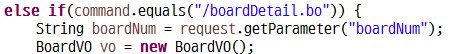 else if(command.equals("/boardDetail.bo")) {
String boardNum = request.getParameter("boardNum");
BoardVO vo = new BoardVO();